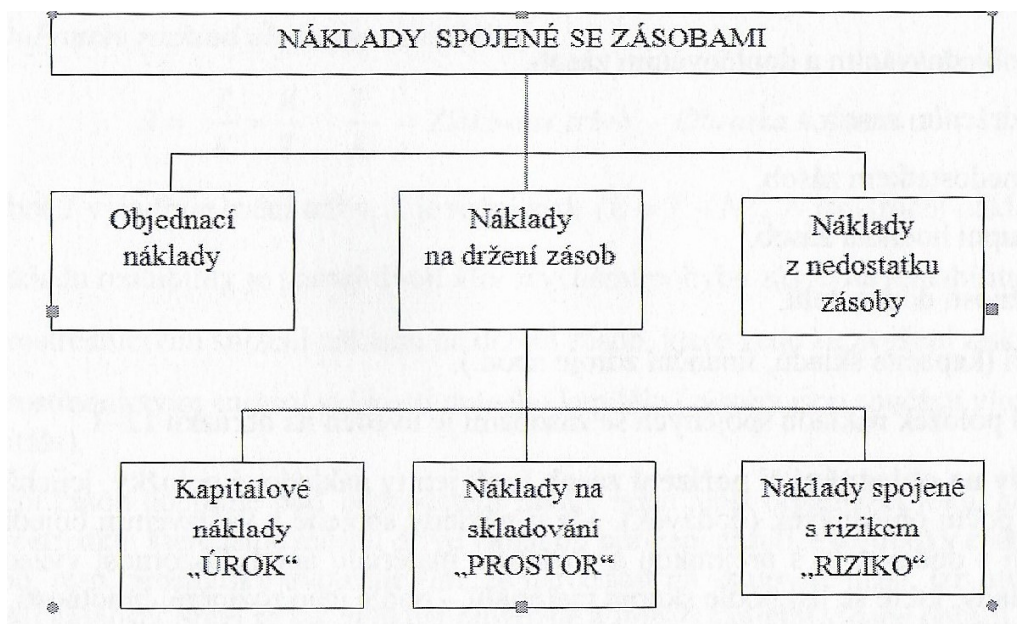 NÁKLADY SPOJENÉ SE ZÁSOBAMI
Objednací
náklady
Náklady
na držení zásob
Náklady
z nedostatku
zásoby
Kapitálové
náklady
„ÚROK“
Náklady na
skladování
„PROSTOR“
Náklady spojené
s rizikom
„RIZIKO“